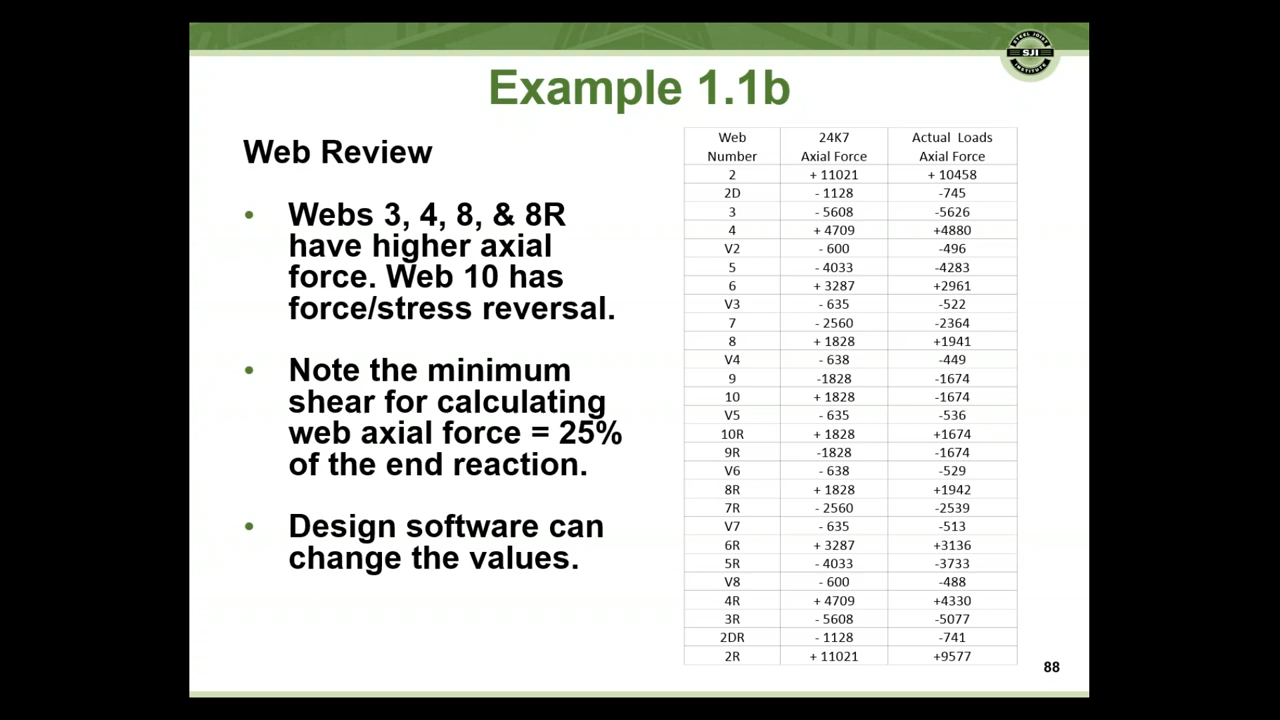 STEEL JOIST
SJI
INSTITUTE
Example 1.1b
Web Review
• Webs 3, 4, 8, & 8R
have higher axial
force. Web 10 has
force/stress reversal.
• Note the minimum
shear for calculating
web axial force = 25%
of the end reaction.
• Design software can
change the values.
Web 24K7 Actual Loads
Number Axial Force Axial Force
2 + 11021 + 10458
2D - 1128 -745
3 - 5608 -5626
4 + 4709 +4880
V2 - 600 -496
5 - 4033 -4283
6 + 3287 +2961
V3 - 635 -522
7 - 2560 -2364
8 + 1828 +1941
V4 - 638 -449
9 -1828 -1674
10 + 1828 -1674
V5 - 635 -536
10R + 1828 +1674
9R -1828 -1674
V6 - 638 -529
8R + 1828 +1942
7R - 2560 -2539
V7 - 635 -513
6R + 3287 +3136
5R - 4033 -3733
V8 - 600 -488
4R + 4709 +4330
3R - 5608 -5077
2DR - 1128 -741
2R + 11021 +9577
88